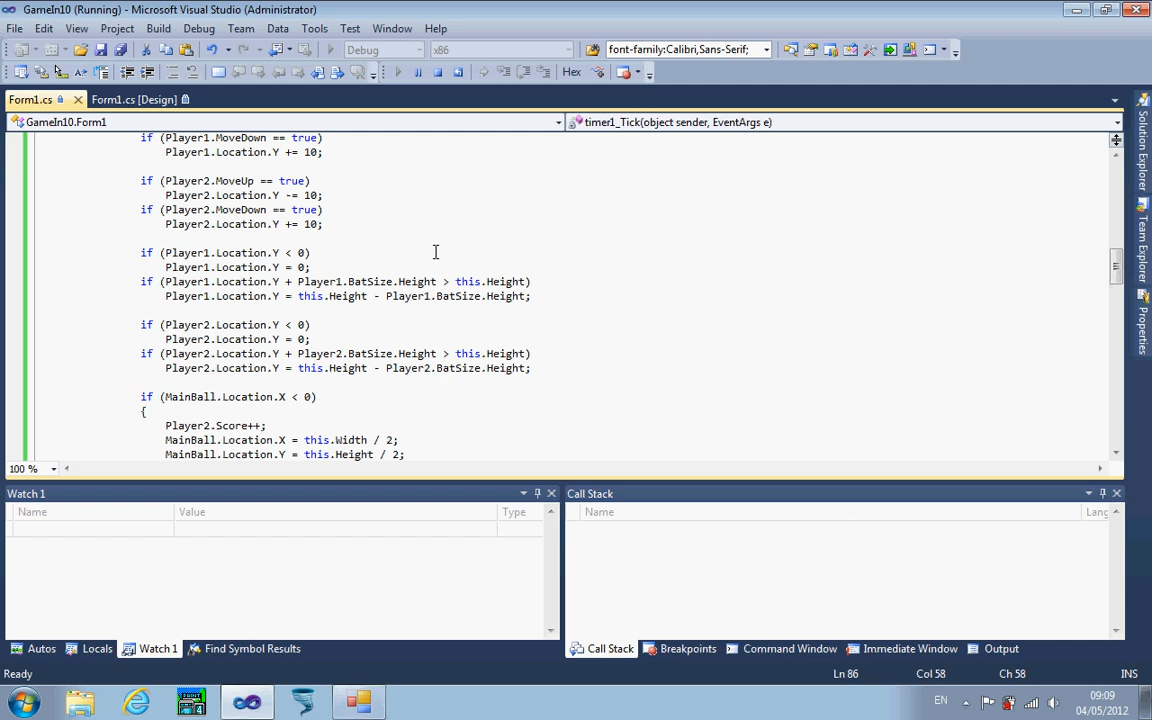 GameIn10 (Running) - Microsoft Visual Studio (Administrator)
File Edit View Project Build Debug Team Data Tools Test Window Help
Debug x86 font-family:Calibri,Sans-Serif;
Hex
Form1.cs Form1.cs [Design]
GameIn10.Form1 timer1_Tick(object sender, EventArgs e)
if (Player1.MoveDown == true)
Player1.Location.Y += 10;
if (Player2.MoveUp == true)
Player2.Location.Y -= 10;
if (Player2.MoveDown == true)
Player2.Location.Y += 10;
if (Player1.Location.Y < 0)
Player1.Location.Y = 0;
if (Player1.Location.Y + Player1.BatSize.Height > this.Height)
Player1.Location.Y = this.Height - Player1.BatSize.Height;
if (Player2.Location.Y < 0)
Player2.Location.Y = 0;
if (Player2.Location.Y + Player2.BatSize.Height > this.Height)
Player2.Location.Y = this.Height - Player2.BatSize.Height;
if (MainBall.Location.X < 0)
{
Player2.Score++;
MainBall.Location.X = this.Width / 2;
MainBall.Location.Y = this.Height / 2;
100 %
Solution Explorer
Team Explorer
Properties
Watch 1
Name Value Type
Call Stack
Name Lang
Autos Locals Watch 1 Find Symbol Results
Call Stack Breakpoints Command Window Immediate Window Output
Ready Ln 86 Col 58 Ch 58 INS
EN
09:09
04/05/2012